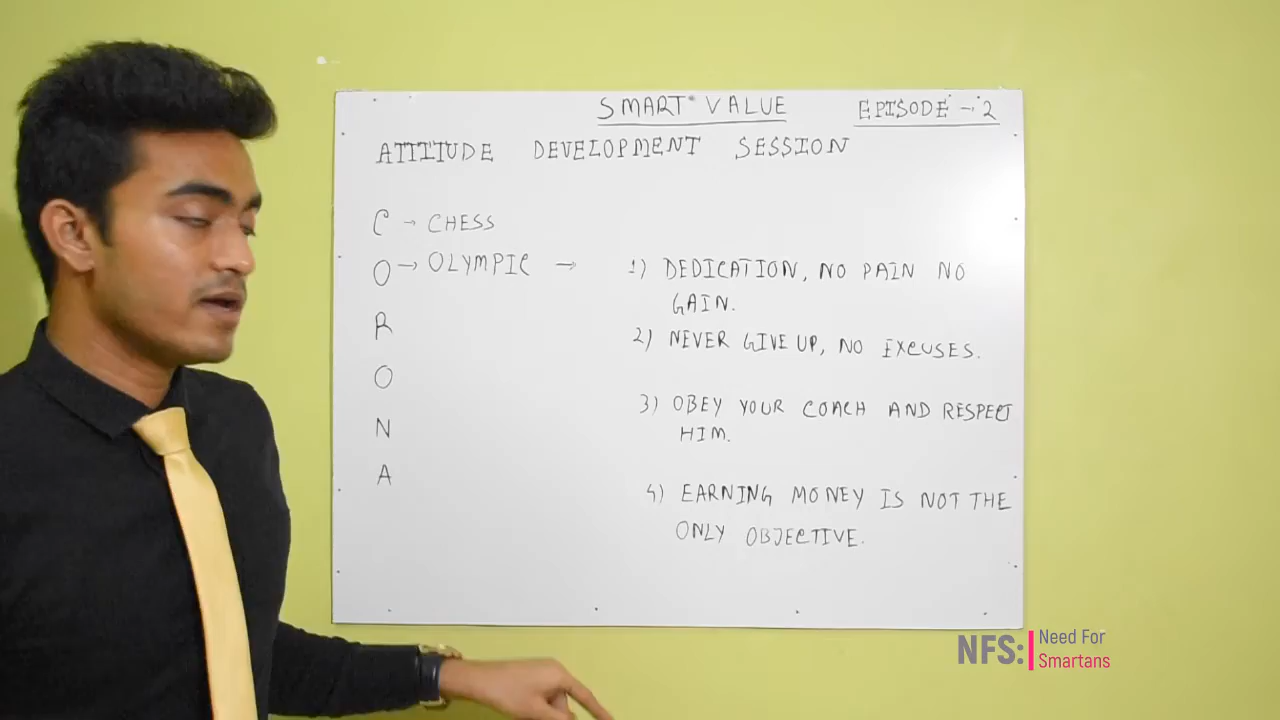 SMART VALUE EPISODE - 2
ATTITUDE DEVELOPMENT SESSION
C → CHESS
O → OLYMPIC → 1) DEDICATION, NO PAIN NO
GAIN.
R
2) NEVER GIVE UP, NO EXCUSES.
O
3) OBEY YOUR COACH AND RESPECT
N
HIM.
A
4) EARNING MONEY IS NOT THE
ONLY OBJECTIVE.
NFS: Need For
Smartans